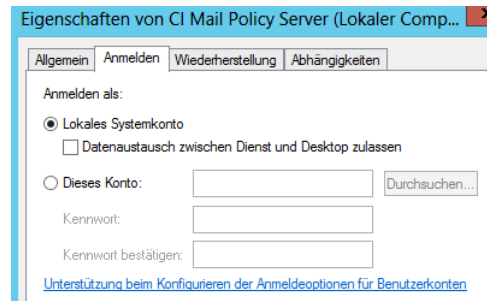 Eigenschaften von CI Mail Policy Server (Lokaler Comp...
Allgemein Anmelden Wiederherstellung Abhängigkeiten
Anmelden als:
Lokales Systemkonto
Datenaustausch zwischen Dienst und Desktop zulassen
Dieses Konto: Durchsuchen...
Kennwort:
Kennwort bestätigen:
Unterstützung beim Konfigurieren der Anmeldeoptionen für Benutzerkonten